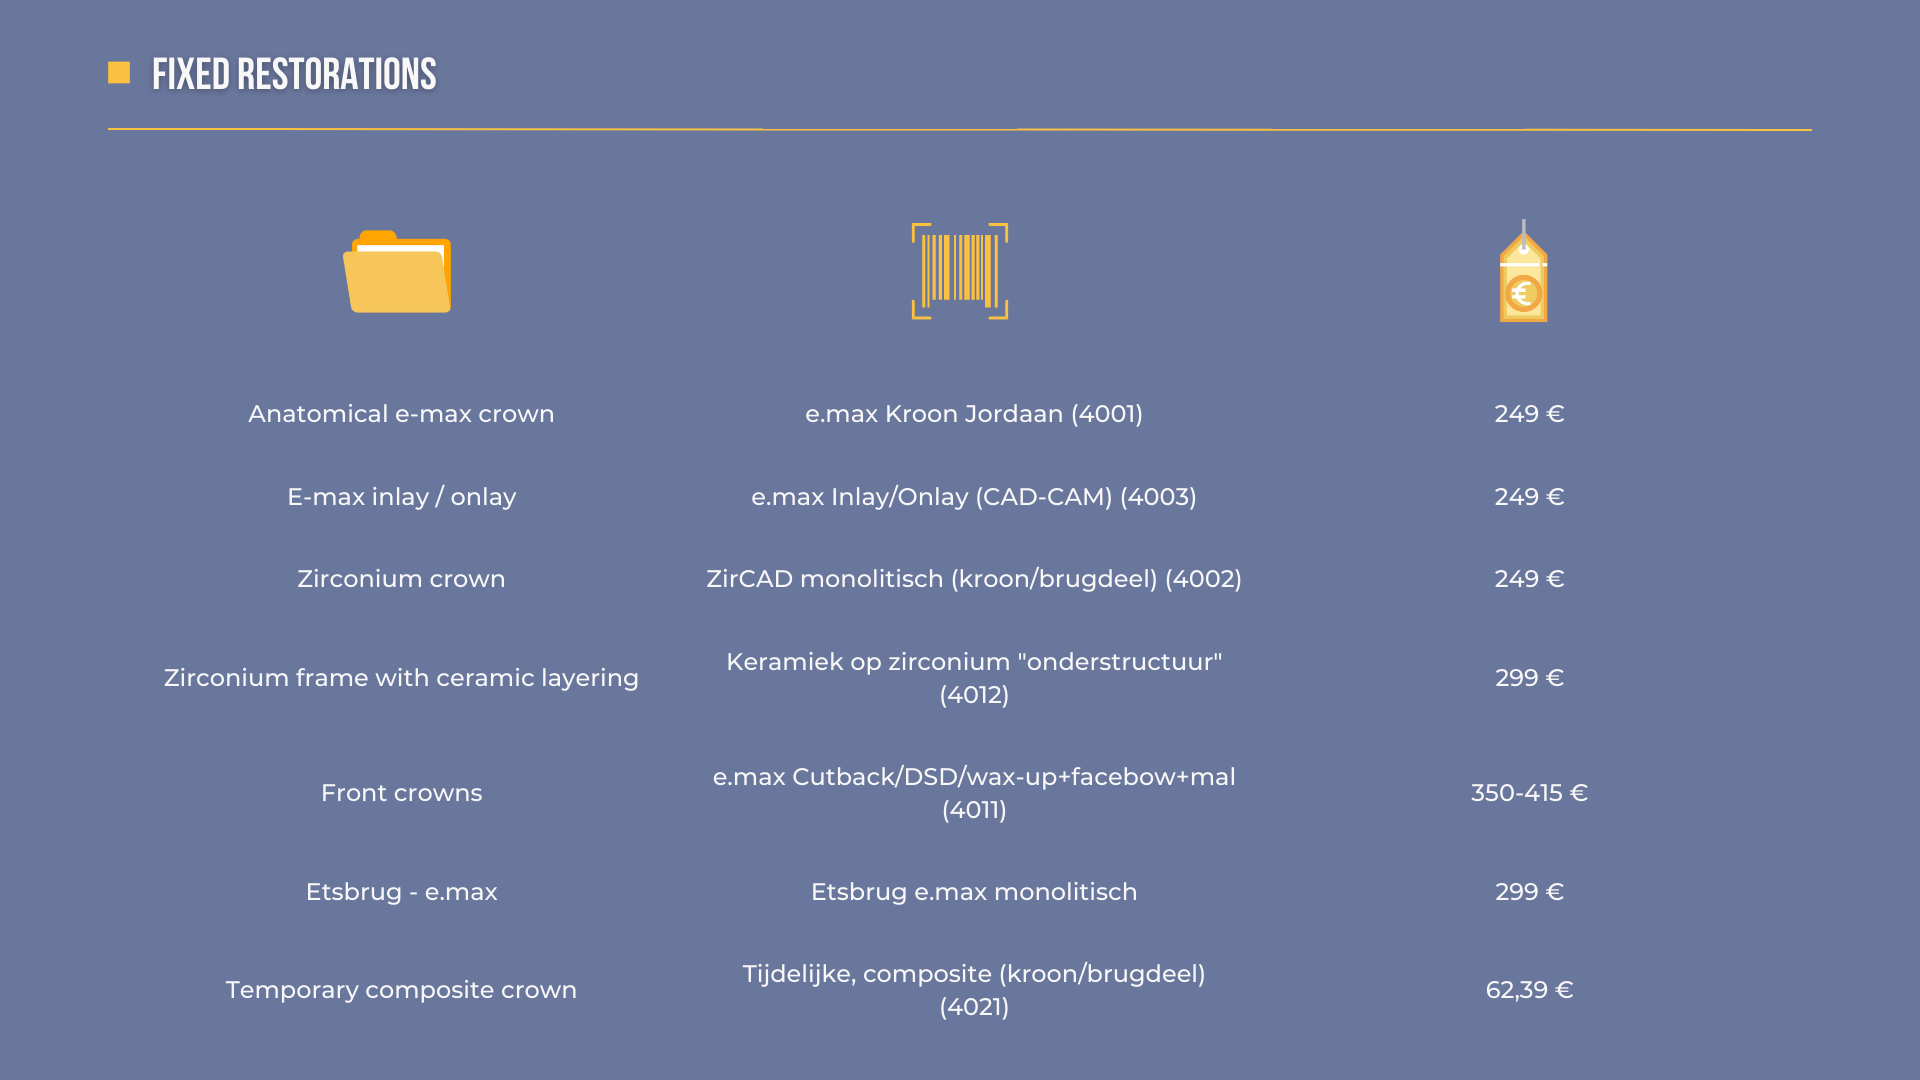 FIXED RESTORATIONS
€
Anatomical e-max crown
e.max Kroon Jordaan (4001)
249 €
E-max inlay / onlay
e.max Inlay/Onlay (CAD-CAM) (4003)
249 €
Zirconium crown
ZirCAD monolitisch (kroon/brugdeel) (4002)
249 €
Zirconium frame with ceramic layering
Keramiek op zirconium "onderstructuur"
(4012)
299 €
Front crowns
e.max Cutback/DSD/wax-up+facebow+mal
(4011)
350-415 €
Etsbrug - e.max
Etsbrug e.max monolitisch
299 €
Temporary composite crown
Tijdelijke, composite (kroon/brugdeel)
(4021)
62,39 €